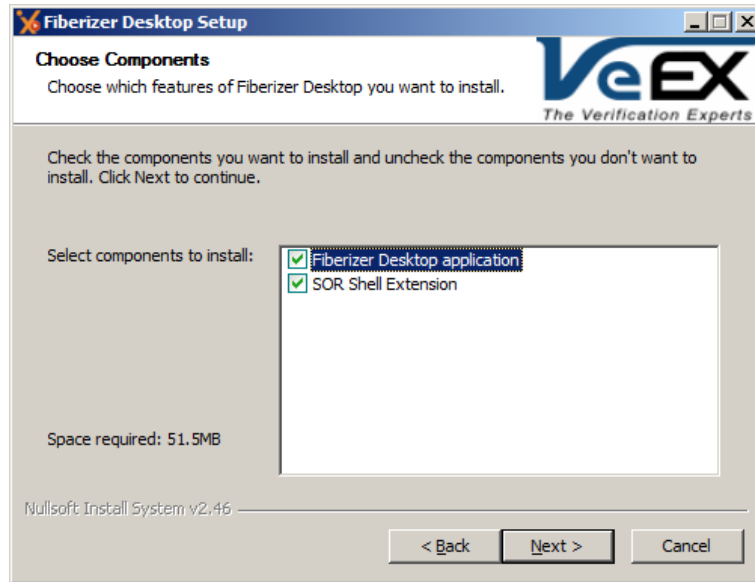 Fiberizer Desktop Setup
Choose Components
Choose which features of Fiberizer Desktop you want to install.
VeEX
The Verification Experts
Check the components you want to install and uncheck the components you don't want to
install. Click Next to continue.
Select components to install:
Fiberizer Desktop application
SOR Shell Extension
Space required: 51.5MB
Nullsoft Install System v2.46
< Back
Next >
Cancel